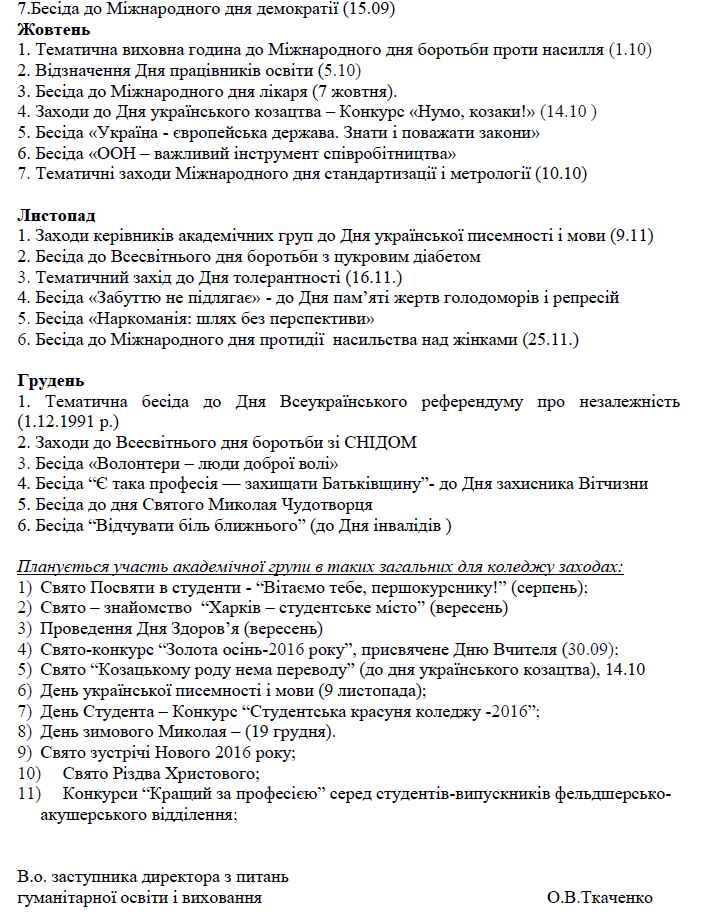 7.Бесіда до Міжнародного дня демократії (15.09)
Жовтень
1. Тематична виховна година до Міжнародного дня боротьби проти насилля (1.10)
2. Відзначення Дня працівників освіти (5.10)
3. Бесіда до Міжнародного дня лікаря (7 жовтня).
4. Заходи до Дня українського козацтва – Конкурс «Нумо, козаки!» (14.10 )
5. Бесіда «Україна - європейська держава. Знати і поважати закони»
6. Бесіда «ООН – важливий інструмент співробітництва»
7. Тематичні заходи Міжнародного дня стандартизації і метрології (10.10)
Листопад
1. Заходи керівників академічних груп до Дня української писемності і мови (9.11)
2. Бесіда до Всесвітнього дня боротьби з цукровим діабетом
3. Тематичний захід до Дня толерантності (16.11.)
4. Бесіда «Забуттю не підлягає» - до Дня пам’яті жертв голодоморів і репресій
5. Бесіда «Наркоманія: шлях без перспективи»
6. Бесіда до Міжнародного дня протидії  насильства над жінками (25.11.)
Грудень
1. Тематична бесіда до Дня Всеукраїнського референдуму про незалежність
(1.12.1991 р.)
2. Заходи до Всесвітнього дня боротьби зі СНІДОМ
3. Бесіда «Волонтери – люди доброї волі»
4. Бесіда “Є така професія — захищати Батьківщину”- до Дня захисника Вітчизни
5. Бесіда до дня Святого Миколая Чудотворця
6. Бесіда “Відчувати біль ближнього” (до Дня інвалідів )
Планується участь академічної групи в таких загальних для коледжу заходах:
1) Свято Посвяти в студенти - “Вітаємо тебе, першокурснику!” (серпень);
2) Свято – знайомство  “Харків – студентське місто” (вересень)
3) Проведення Дня Здоров’я (вересень)
4) Свято-конкурс “Золота осінь-2016 року”, присвячене Дню Вчителя (30.09);
5) Свято “Козацькому роду нема переводу” (до дня українського козацтва), 14.10
6) День української писемності і мови (9 листопада);
7) День Студента – Конкурс “Студентська красуня коледжу -2016”;
8) День зимового Миколая – (19 грудня).
9) Свято зустрічі Нового 2016 року;
10) Свято Різдва Христового;
11) Конкурси “Кращий за професією” серед студентів-випускників фельдшерсько-
акушерського відділення;
В.о. заступника директора з питань
гуманітарної освіти і виховання О.В.Ткаченко